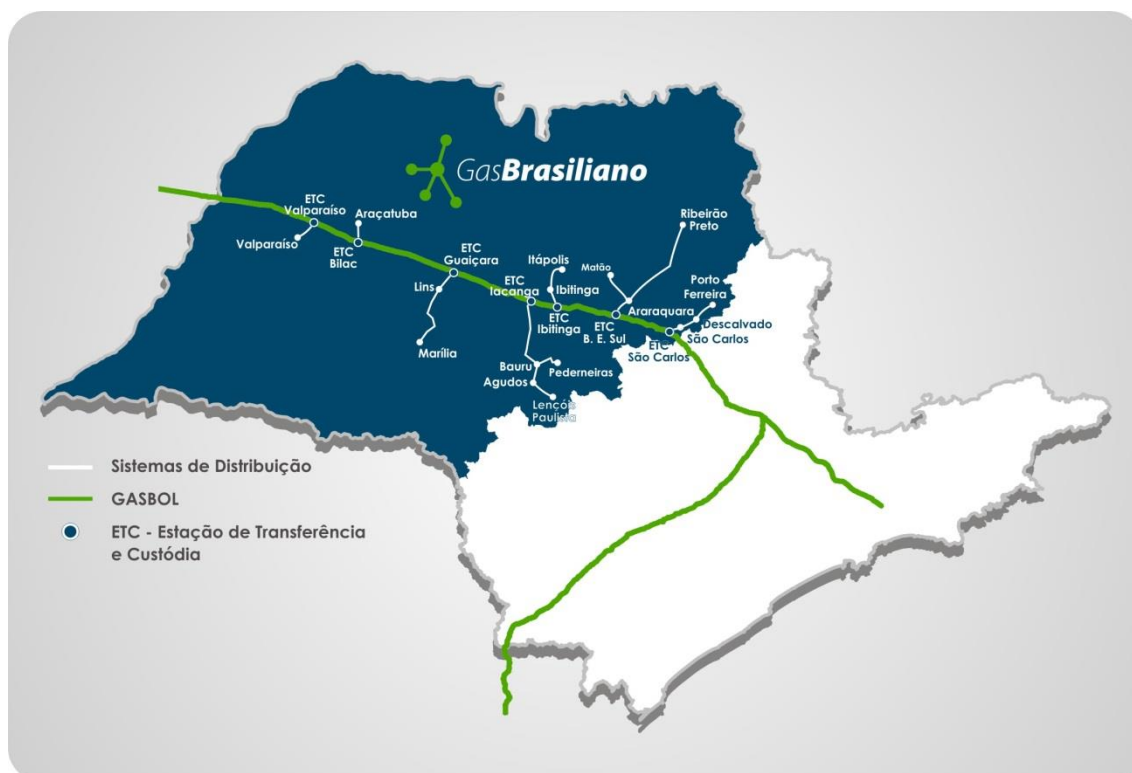 GasBrasiliano
ETC
Valparaíso
Araçatuba
Valparaíso
ETC
Bilac
ETC
Guaiçara
Lins
Marília
Itápolis
ETC
Iacanga
Ibitinga
ETC
Ibitinga
Matão
Ribeirão
Preto
Araraquara
ETC
B. E. Sul
Porto
Ferreira
Descalvado
São Carlos
ETC
São Carlos
Bauru
Pederneiras
Agudos
Lençóis
Paulista
Sistemas de Distribuição
GASBOL
ETC - Estação de Transferência
e Custódia